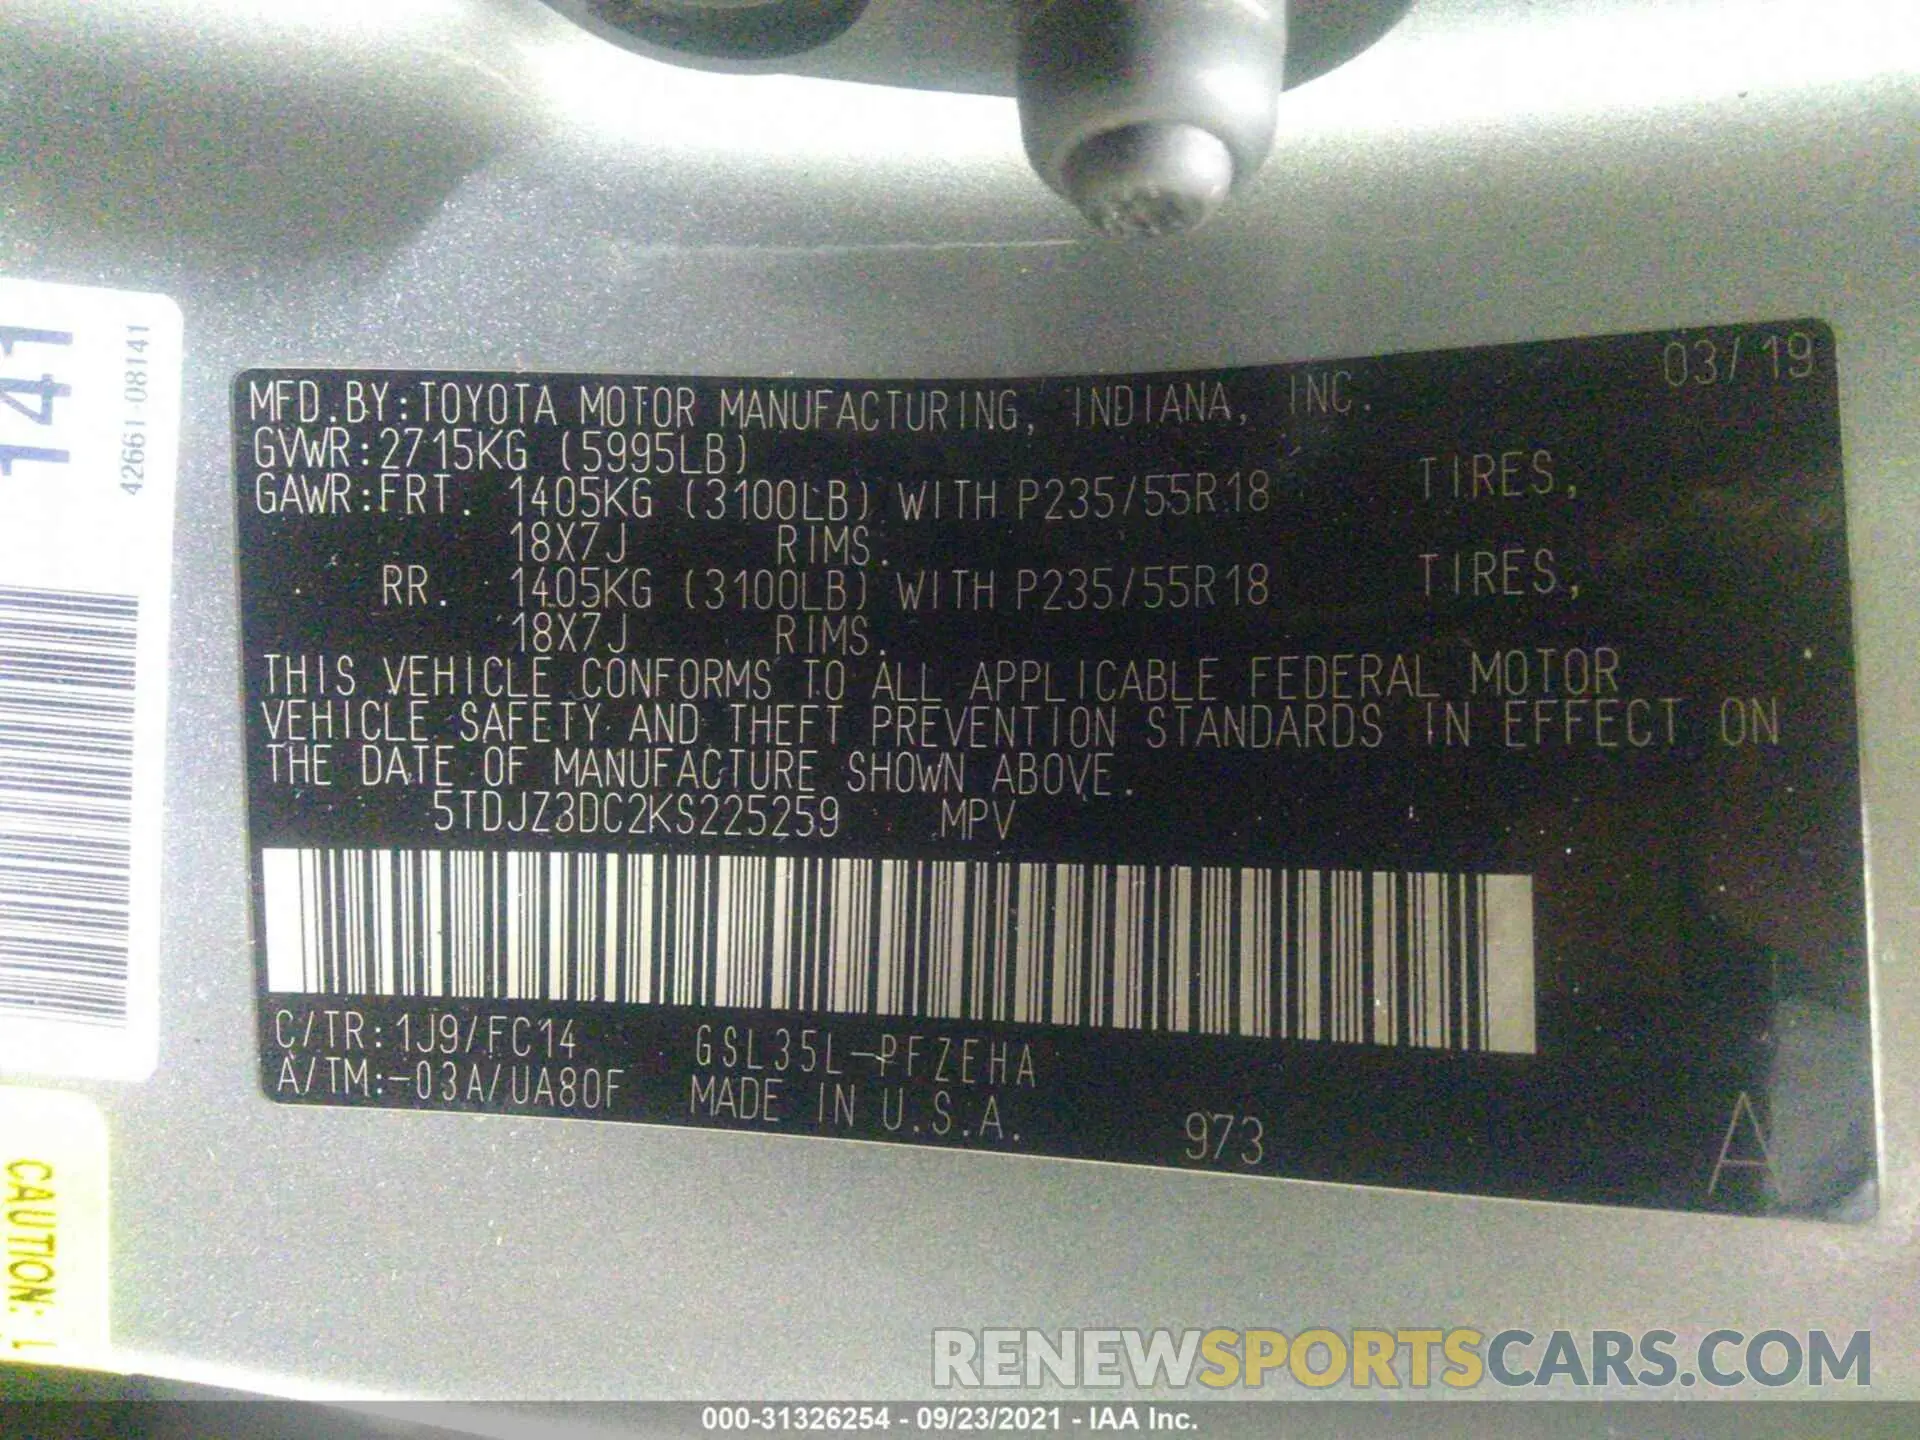 141
42661-08141
03/19
MFD.BY:TOYOTA MOTOR MANUFACTURING, INDIANA, INC.
GVWR:2715KG (5995LB)
GAWR:FRT. 1405KG (3100LB) WITH P235/55R18 TIRES,
18X7J RIMS.
RR. 1405KG (3100LB) WITH P235/55R18 TIRES,
18X7J RIMS.
THIS VEHICLE CONFORMS TO ALL APPLICABLE FEDERAL MOTOR
VEHICLE SAFETY AND THEFT PREVENTION STANDARDS IN EFFECT ON
THE DATE OF MANUFACTURE SHOWN ABOVE.
5TDJZ3DC2KS225259 MPV
C/TR:1J9/FC14 GSL35L-PFZEHA
A/TM:-03A/UA80F MADE IN U.S.A.
973
A
CAUTION:
RENEWSPORTSCARS.COM
000-31326254 - 09/23/2021 - IAA Inc.